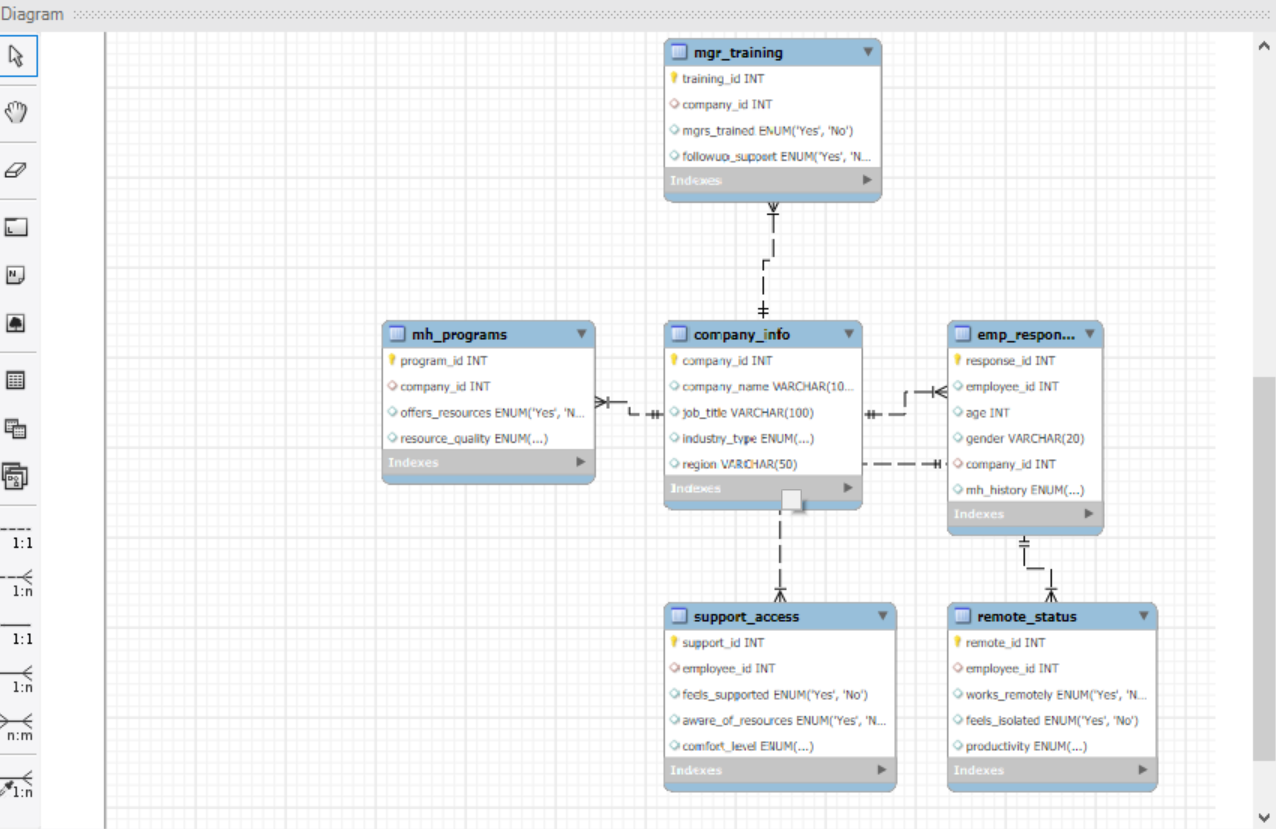 Diagram
mgr_training
training_id INT
company_id INT
mgrs_trained ENUM('Yes', 'No')
followup_support ENUM('Yes', 'N...
Indexes
mh_programs
program_id INT
company_id INT
offers_resources ENUM('Yes', 'N...
resource_quality ENUM(...)
Indexes
company_info
company_id INT
company_name VARCHAR(10...
job_title VARCHAR(100)
industry_type ENUM(...)
region VARCHAR(50)
Indexes
emp_respon...
response_id INT
employee_id INT
age INT
gender VARCHAR(20)
company_id INT
mh_history ENUM(...)
Indexes
support_access
support_id INT
employee_id INT
feels_supported ENUM('Yes', 'No')
aware_of_resources ENUM('Yes', 'N...
comfort_level ENUM(...)
Indexes
remote_status
remote_id INT
employee_id INT
works_remotely ENUM('Yes', 'N...
feels_isolated ENUM('Yes', 'No')
productivity ENUM(...)
Indexes
1:1
1:n
1:1
1:n
n:m
1:n